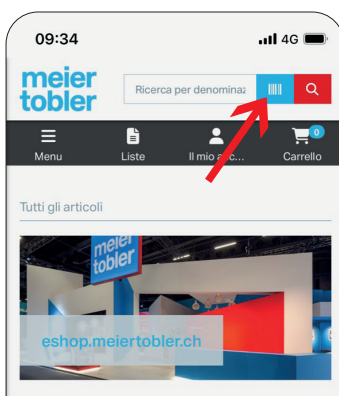 09:34
4G
meier
tobler
Ricerca per denominaz
0
Menu
Liste
Il mio acc...
Carrello
Tutti gli articoli
meier
tobler
eshop.meiertobler.ch